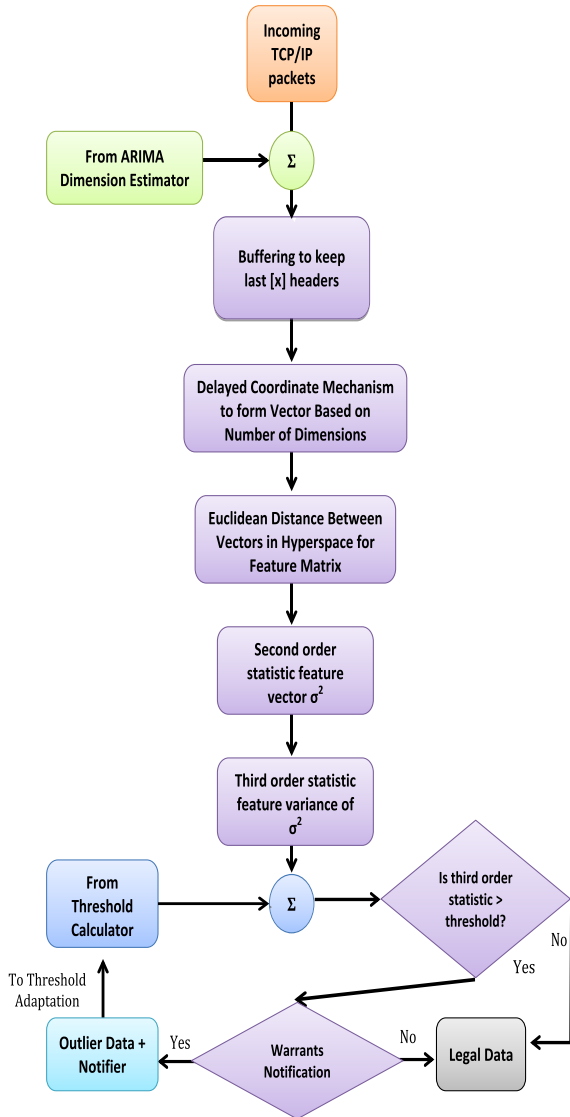 Incoming
TCP/IP
packets
From ARIMA
Dimension Estimator
Σ
Buffering to keep
last [x] headers
Delayed Coordinate Mechanism
to form Vector Based on
Number of Dimensions
Euclidean Distance Between
Vectors in Hyperspace for
Feature Matrix
Second order
statistic feature
vector σ²
Third order statistic
feature variance of
σ²
From
Threshold
Calculator
Σ
Is third order
statistic >
threshold?
No
Yes
To Threshold
Adaptation
Outlier Data +
Notifier
Yes
Warrants
Notification
No
Legal Data